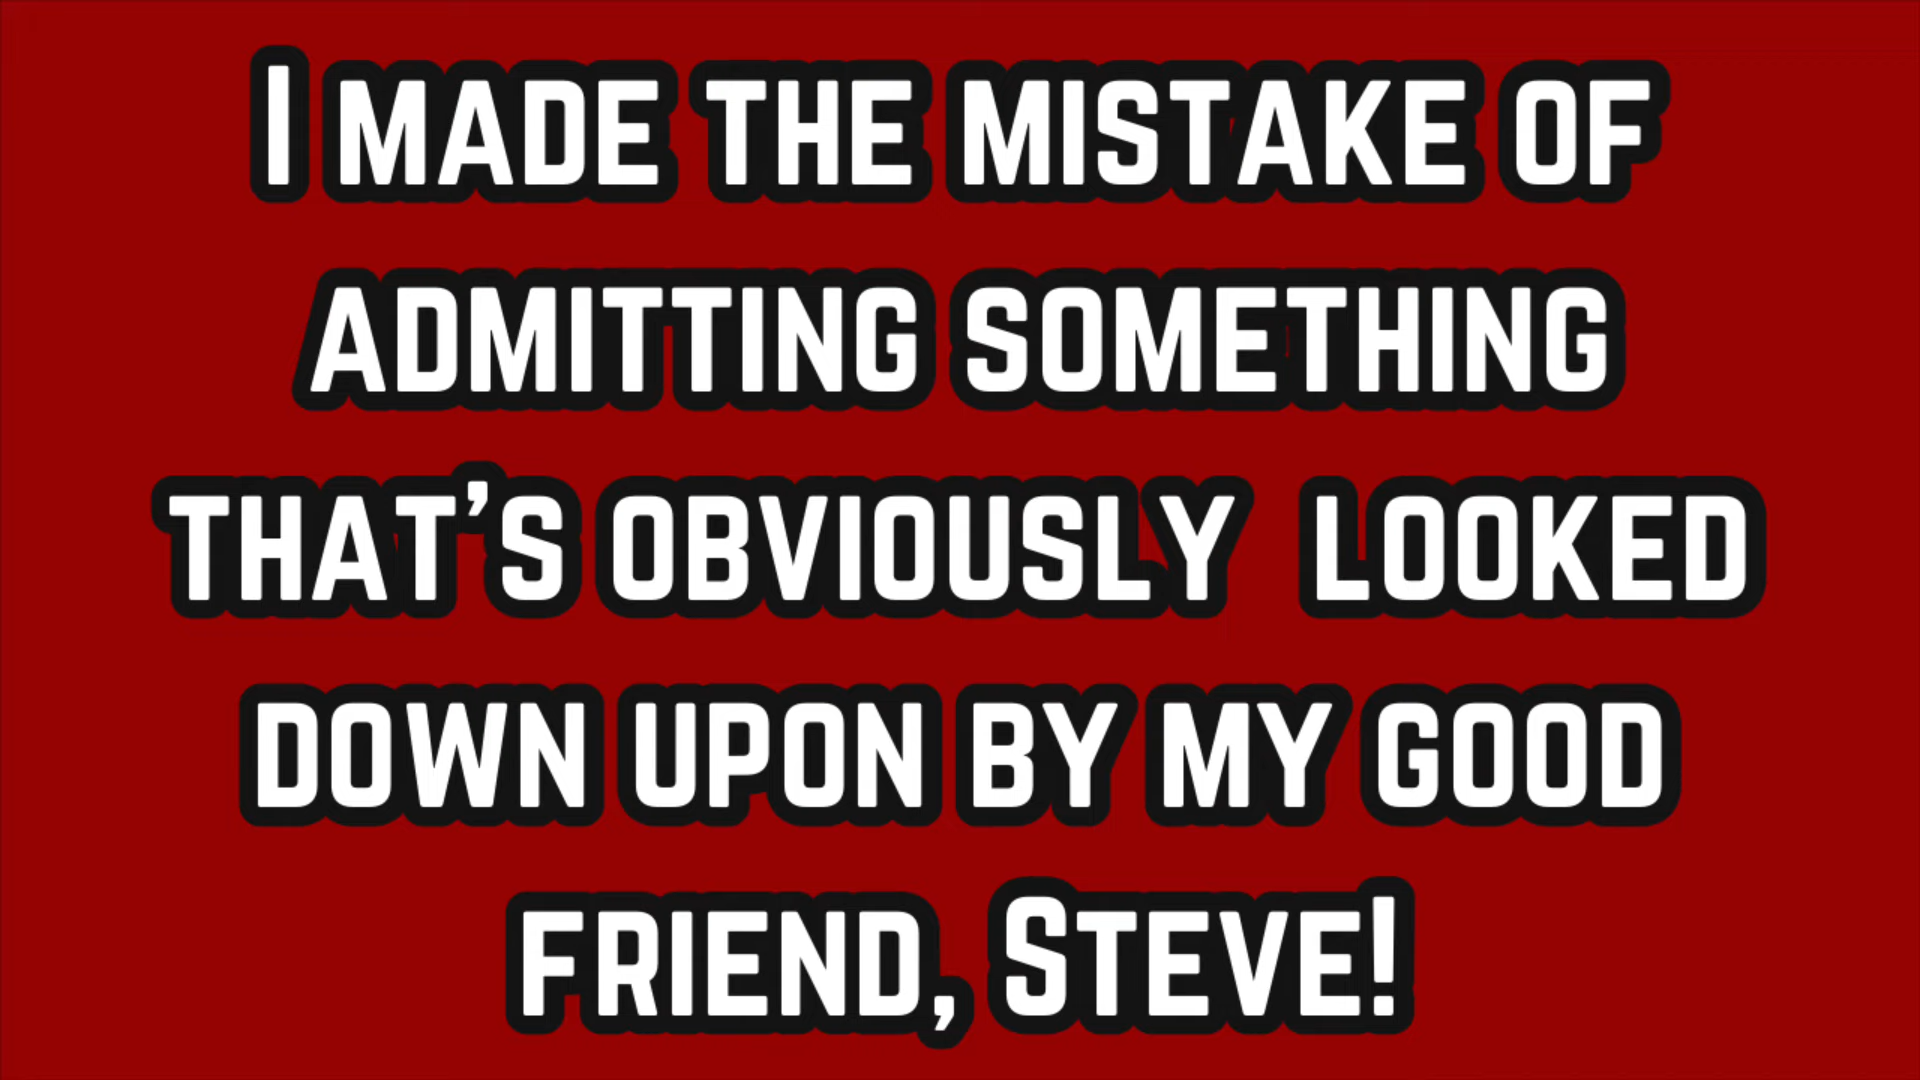 I made the mistake of
admitting something
that's obviously  looked
down upon by my good
friend, Steve!